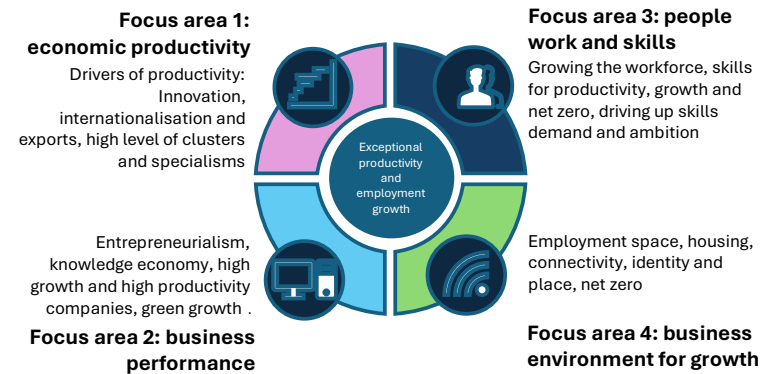 Focus area 1:
economic productivity
Drivers of productivity:
Innovation,
internationalisation and
exports, high level of clusters
and specialisms
Focus area 3: people
work and skills
Growing the workforce, skills
for productivity, growth and
net zero, driving up skills
demand and ambition
Exceptional
productivity
and
employment
growth
Entrepreneurialism,
knowledge economy, high
growth and high productivity
companies, green growth .
Focus area 2: business
performance
Employment space, housing,
connectivity, identity and
place, net zero
Focus area 4: business
environment for growth